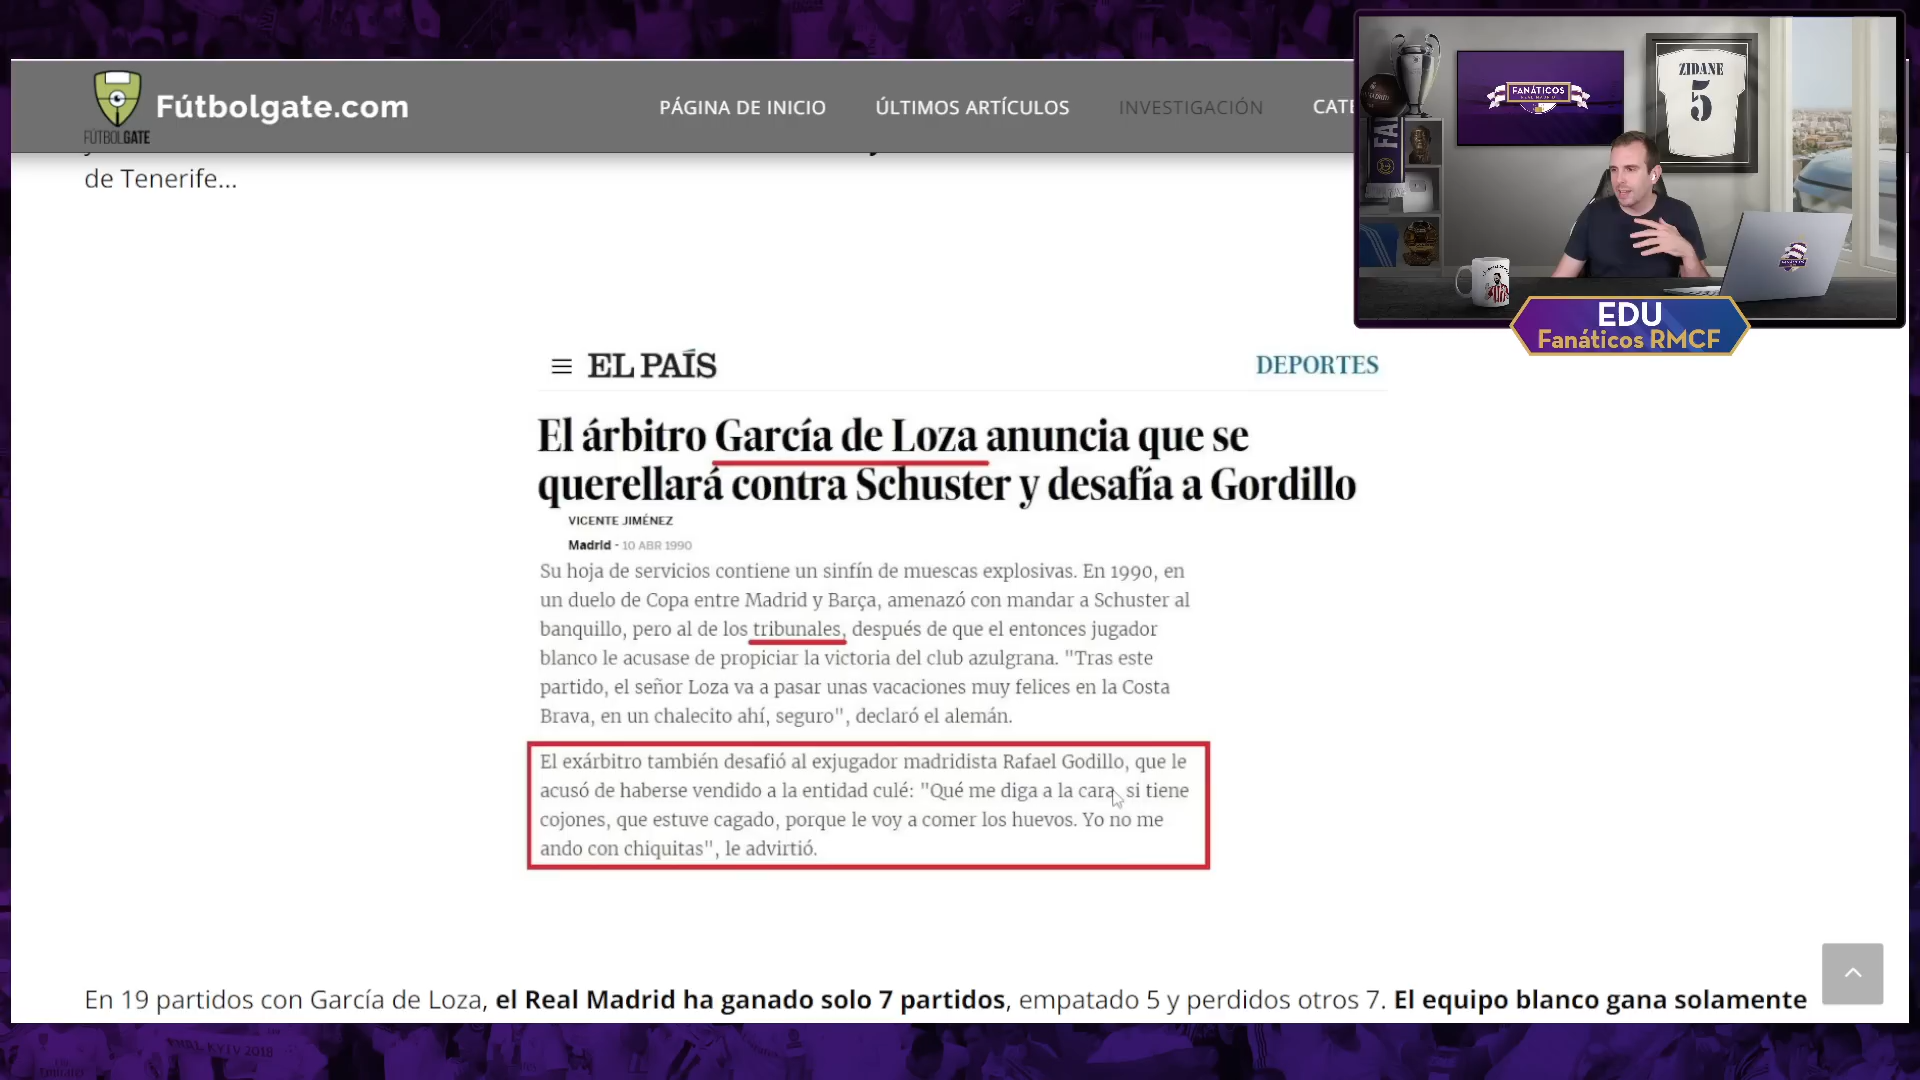 Fútbolgate.com
FÚTBOLGATE
PÁGINA DE INICIO
ÚLTIMOS ARTÍCULOS
INVESTIGACIÓN
CATE
de Tenerife...
FANÁTICOS
ZIDANE
5
EDU
Fanáticos RMCF
EL PAÍS
DEPORTES
El árbitro García de Loza anuncia que se
querellará contra Schuster y desafía a Gordillo
VICENTE JIMÉNEZ
Madrid - 10 ABR 1990
Su hoja de servicios contiene un sinfín de muescas explosivas. En 1990, en
un duelo de Copa entre Madrid y Barça, amenazó con mandar a Schuster al
banquillo, pero al de los tribunales, después de que el entonces jugador
blanco le acusase de propiciar la victoria del club azulgrana. "Tras este
partido, el señor Loza va a pasar unas vacaciones muy felices en la Costa
Brava, en un chalecito ahí, seguro", declaró el alemán.
El exárbitro también desafió al exjugador madridista Rafael Godillo, que le
acusó de haberse vendido a la entidad culé: "Qué me diga a la cara, si tiene
cojones, que estuve cagado, porque le voy a comer los huevos. Yo no me
ando con chiquitas", le advirtió.
En 19 partidos con García de Loza, el Real Madrid ha ganado solo 7 partidos, empatado 5 y perdidos otros 7. El equipo blanco gana solamente
KYIV 2018